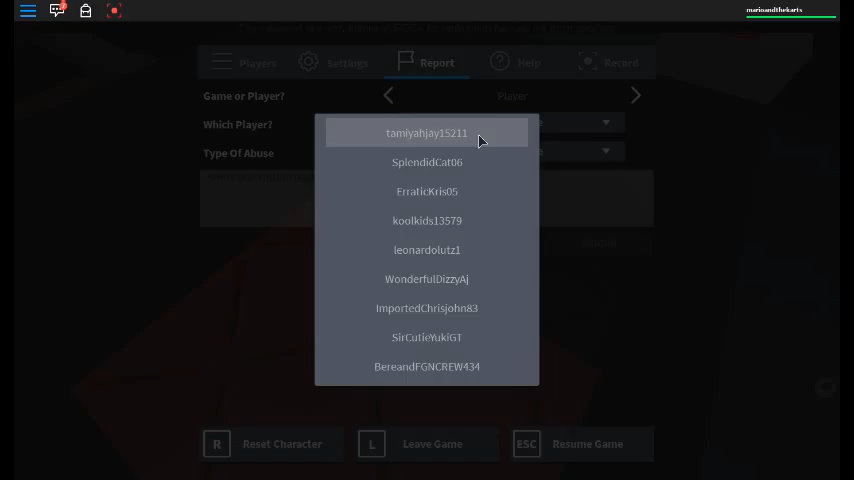 marioandthekarts
Players
Settings
Report
Help
Record
Game or Player?
Player
Which Player?
Type Of Abuse
tamiyahjay15211
SplendidCat06
ErraticKris05
koolkids13579
leonardolutz1
WonderfulDizzyAj
ImportedChrisjohn83
SirCutieYukiGT
BereandFGNCREW434
R Reset Character
L Leave Game
ESC Resume Game